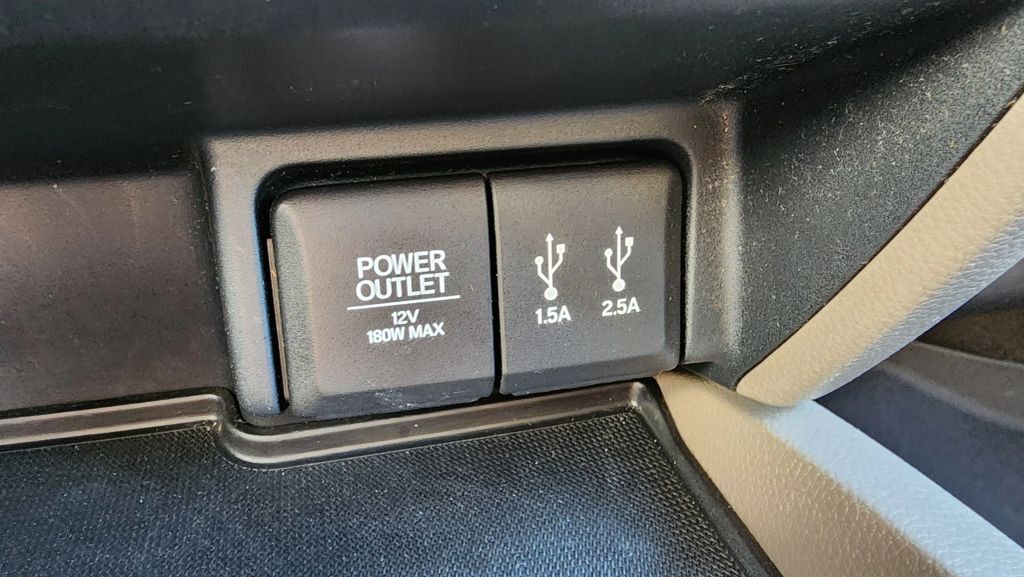 POWER
OUTLET
12V
180W MAX
1.5A 2.5A